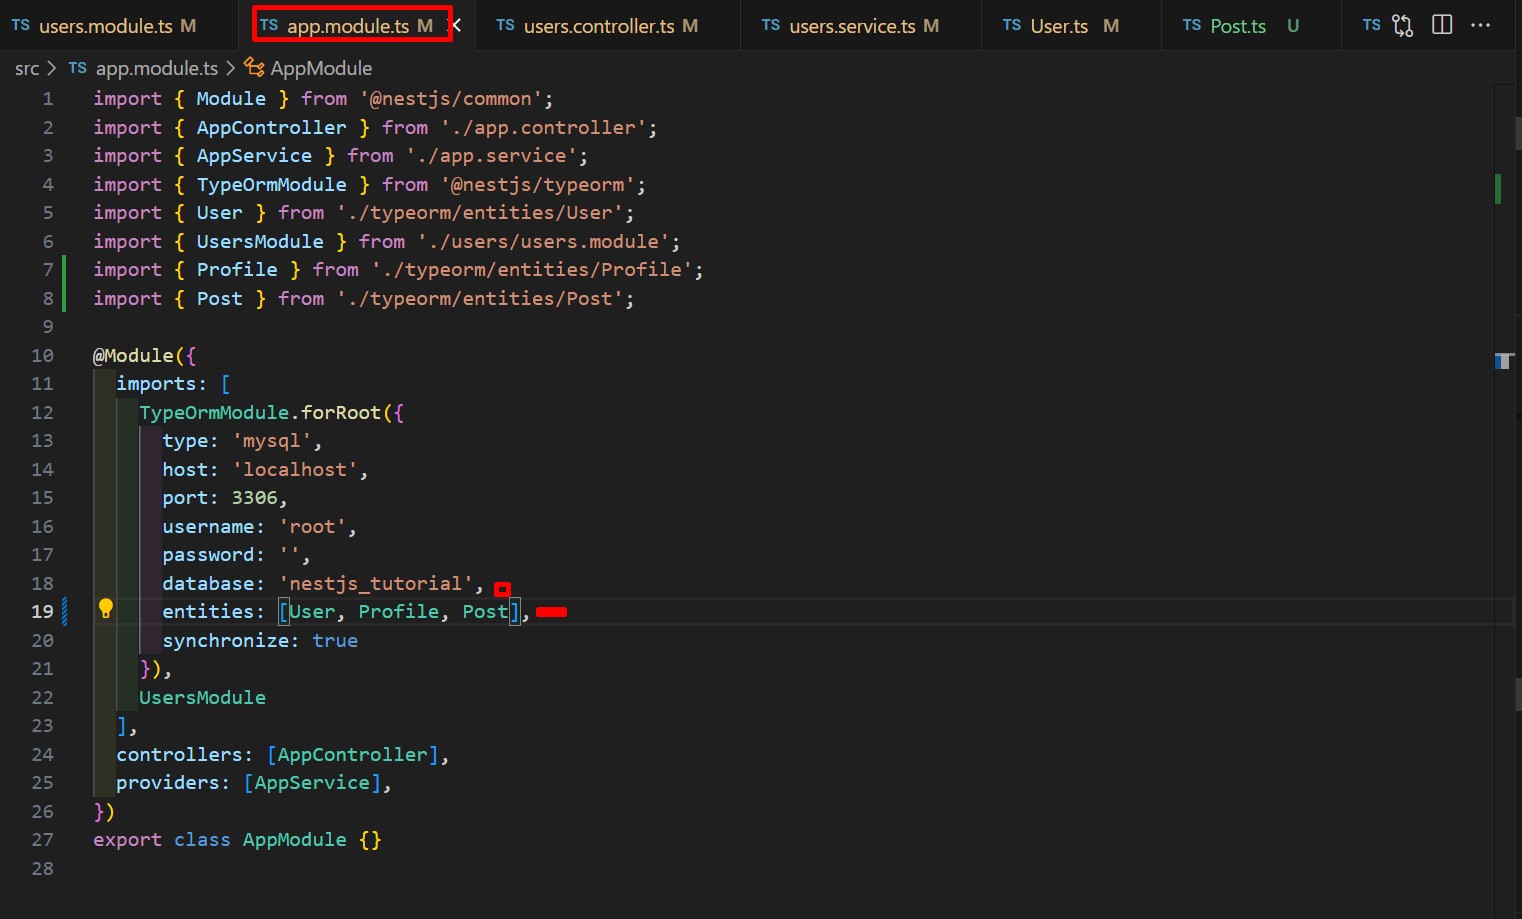 TS users.module.ts M TS app.module.ts M TS users.controller.ts M TS users.service.ts M TS User.ts M TS Post.ts U TS
src > TS app.module.ts > AppModule
1 import { Module } from '@nestjs/common';
2 import { AppController } from './app.controller';
3 import { AppService } from './app.service';
4 import { TypeOrmModule } from '@nestjs/typeorm';
5 import { User } from './typeorm/entities/User';
6 import { UsersModule } from './users/users.module';
7 import { Profile } from './typeorm/entities/Profile';
8 import { Post } from './typeorm/entities/Post';
9
10 @Module({
11 imports: [
12 TypeOrmModule.forRoot({
13 type: 'mysql',
14 host: 'localhost',
15 port: 3306,
16 username: 'root',
17 password: '',
18 database: 'nestjs_tutorial',
19 entities: [User, Profile, Post],
20 synchronize: true
21 }),
22 UsersModule
23 ],
24 controllers: [AppController],
25 providers: [AppService],
26 })
27 export class AppModule {}
28